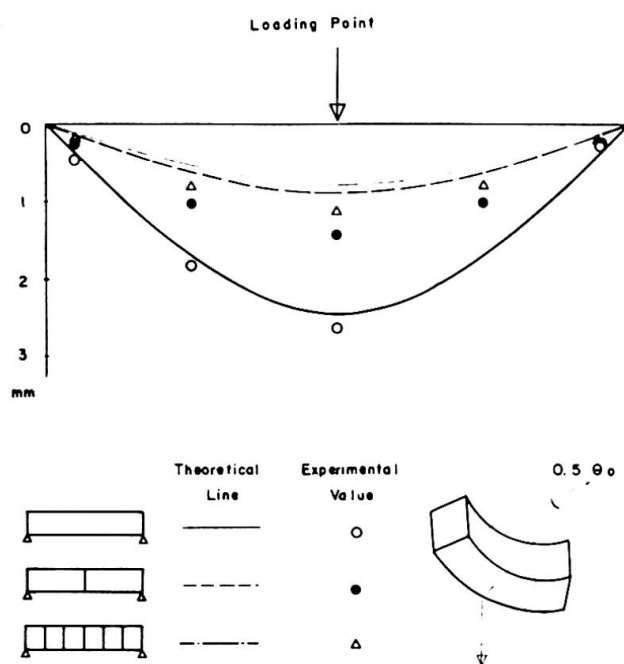 Loading Point
0
1
2
3
mm
Theoretical Line
Experimental Value
0.5 θo